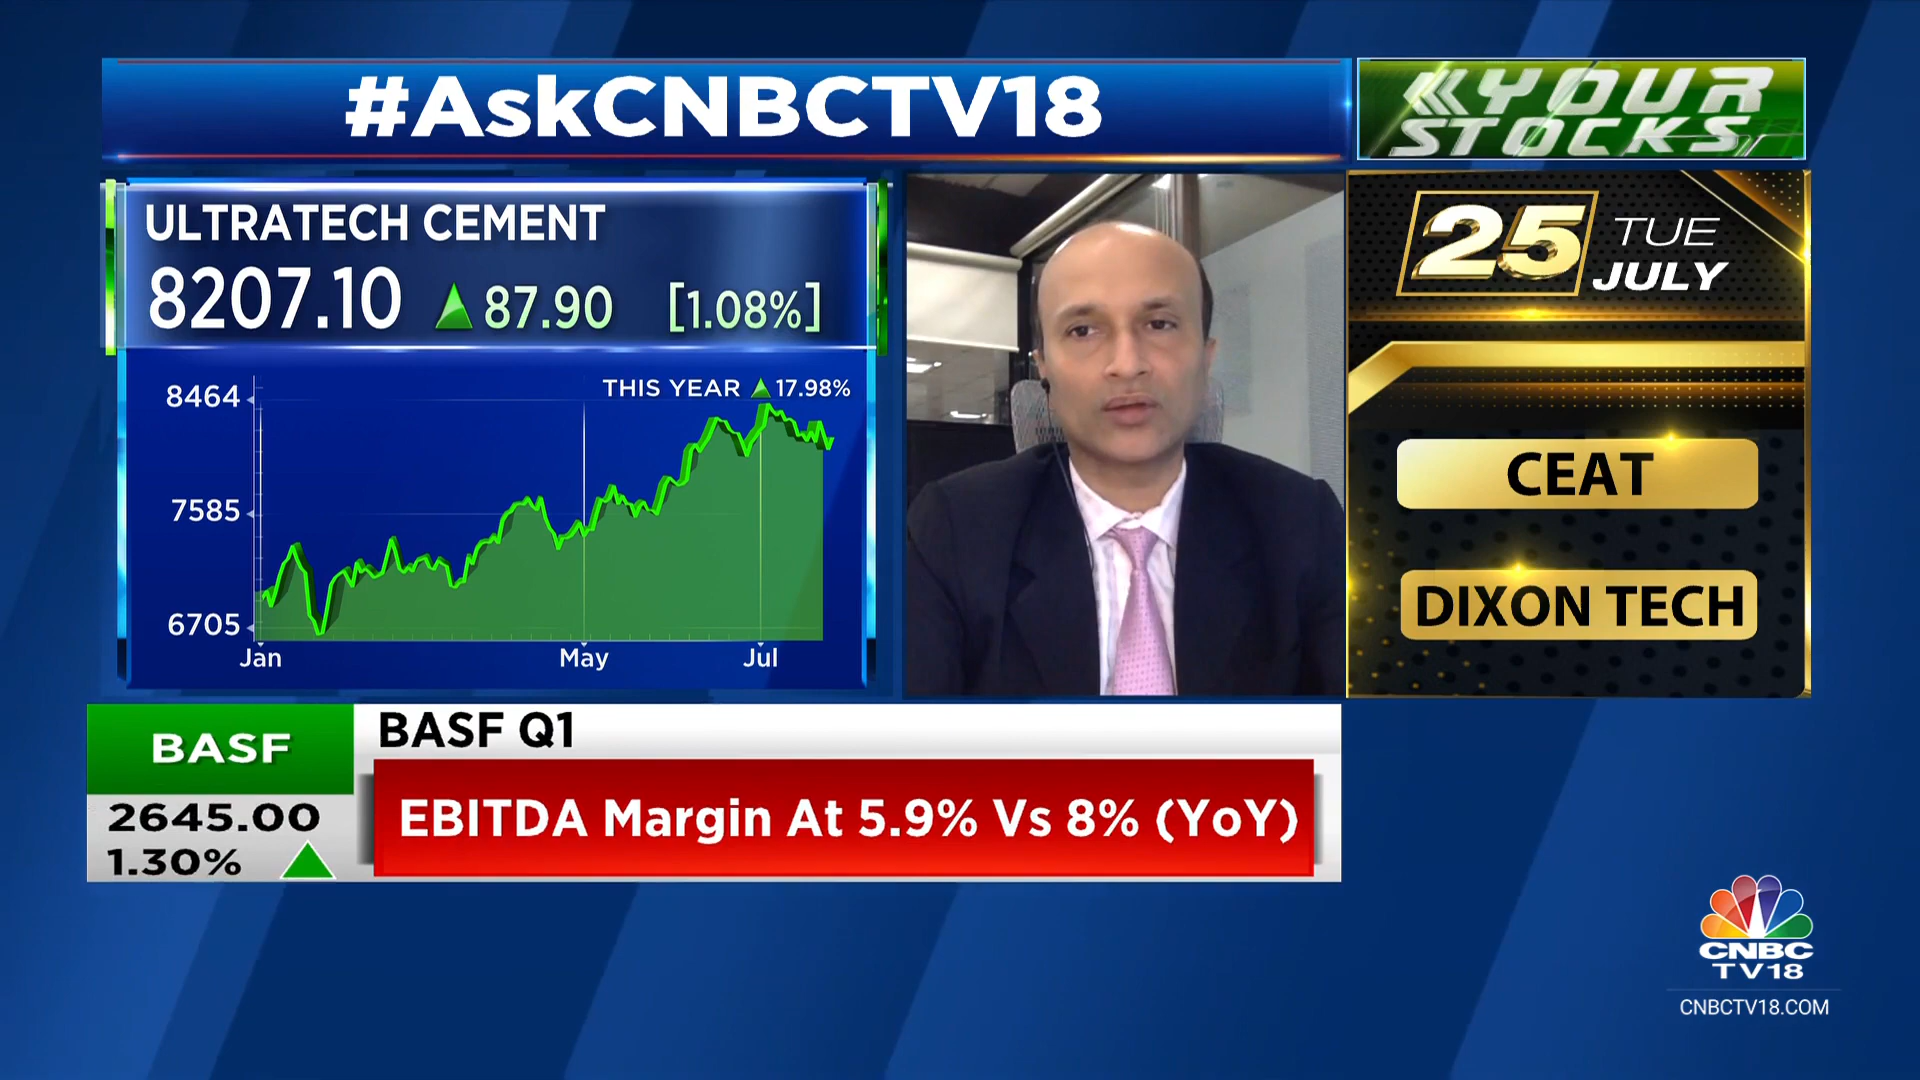 #AskCNBCTV18
YOUR
STOCKS
ULTRATECH CEMENT
8207.10 ▲ 87.90 [1.08%]
THIS YEAR ▲ 17.98%
8464
7585
6705
Jan May Jul
25 TUE
JULY
CEAT
DIXON TECH
BASF
2645.00
1.30% ▲
BASF Q1
EBITDA Margin At 5.9% Vs 8% (YoY)
CNBC
TV18
CNBCTV18.COM